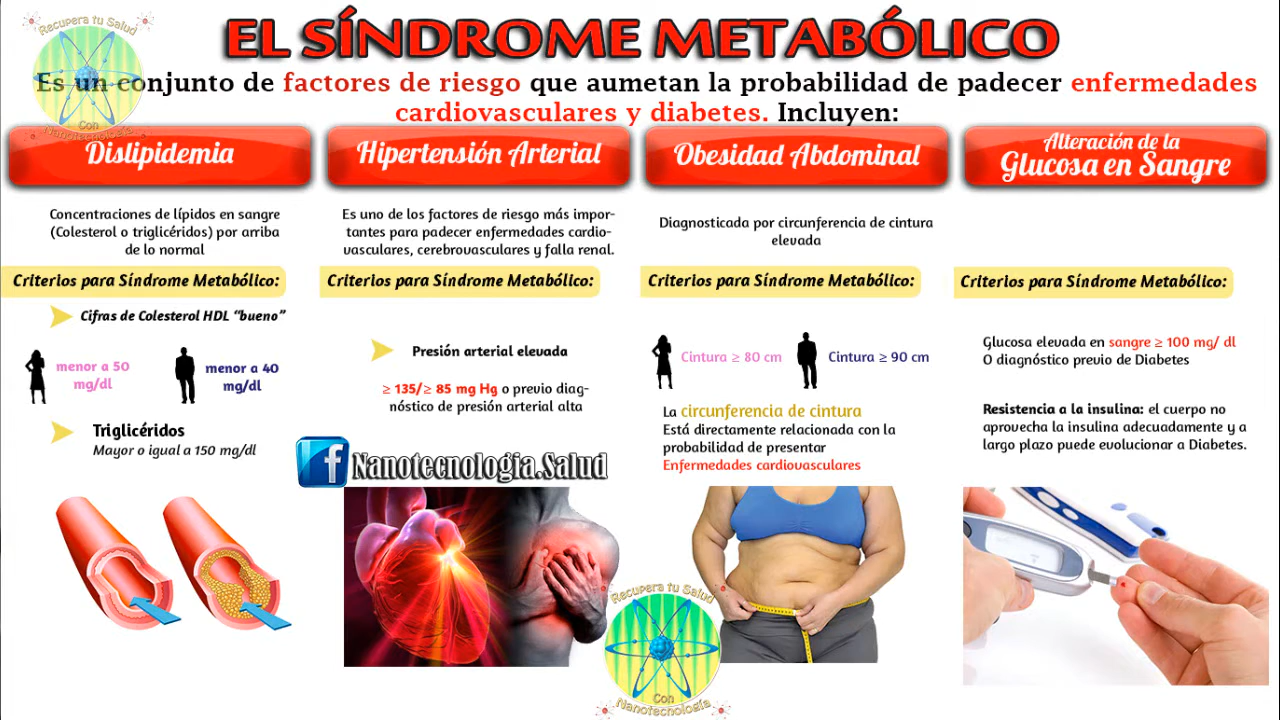 Recupera tu Salud
Con
Nanotecnología
EL SÍNDROME METABÓLICO
Es un conjunto de factores de riesgo que aumetan la probabilidad de padecer enfermedades
cardiovasculares y diabetes. Incluyen:
Dislipidemia
Concentraciones de lípidos en sangre
(Colesterol o triglicéridos) por arriba
de lo normal
Criterios para Síndrome Metabólico:
Cifras de Colesterol HDL “bueno”
menor a 50
mg/dl
menor a 40
mg/dl
Triglicéridos
Mayor o igual a 150 mg/dl
Hipertensión Arterial
Es uno de los factores de riesgo más impor-
tantes para padecer enfermedades cardio-
vasculares, cerebrovasculares y falla renal.
Criterios para Síndrome Metabólico:
Presión arterial elevada
≥ 135/≥ 85 mg Hg o previo diag-
nóstico de presión arterial alta
f Nanotecnologia.Salud
Obesidad Abdominal
Diagnosticada por circunferencia de cintura
elevada
Criterios para Síndrome Metabólico:
Cintura ≥ 80 cm
Cintura ≥ 90 cm
La circunferencia de cintura
Está directamente relacionada con la
probabilidad de presentar
Enfermedades cardiovasculares
Alteración de la
Glucosa en Sangre
Criterios para Síndrome Metabólico:
Glucosa elevada en sangre ≥ 100 mg/ dl
O diagnóstico previo de Diabetes
Resistencia a la insulina: el cuerpo no
aprovecha la insulina adecuadamente y a
largo plazo puede evolucionar a Diabetes.
Recupera tu Salud
Con
Nanotecnología